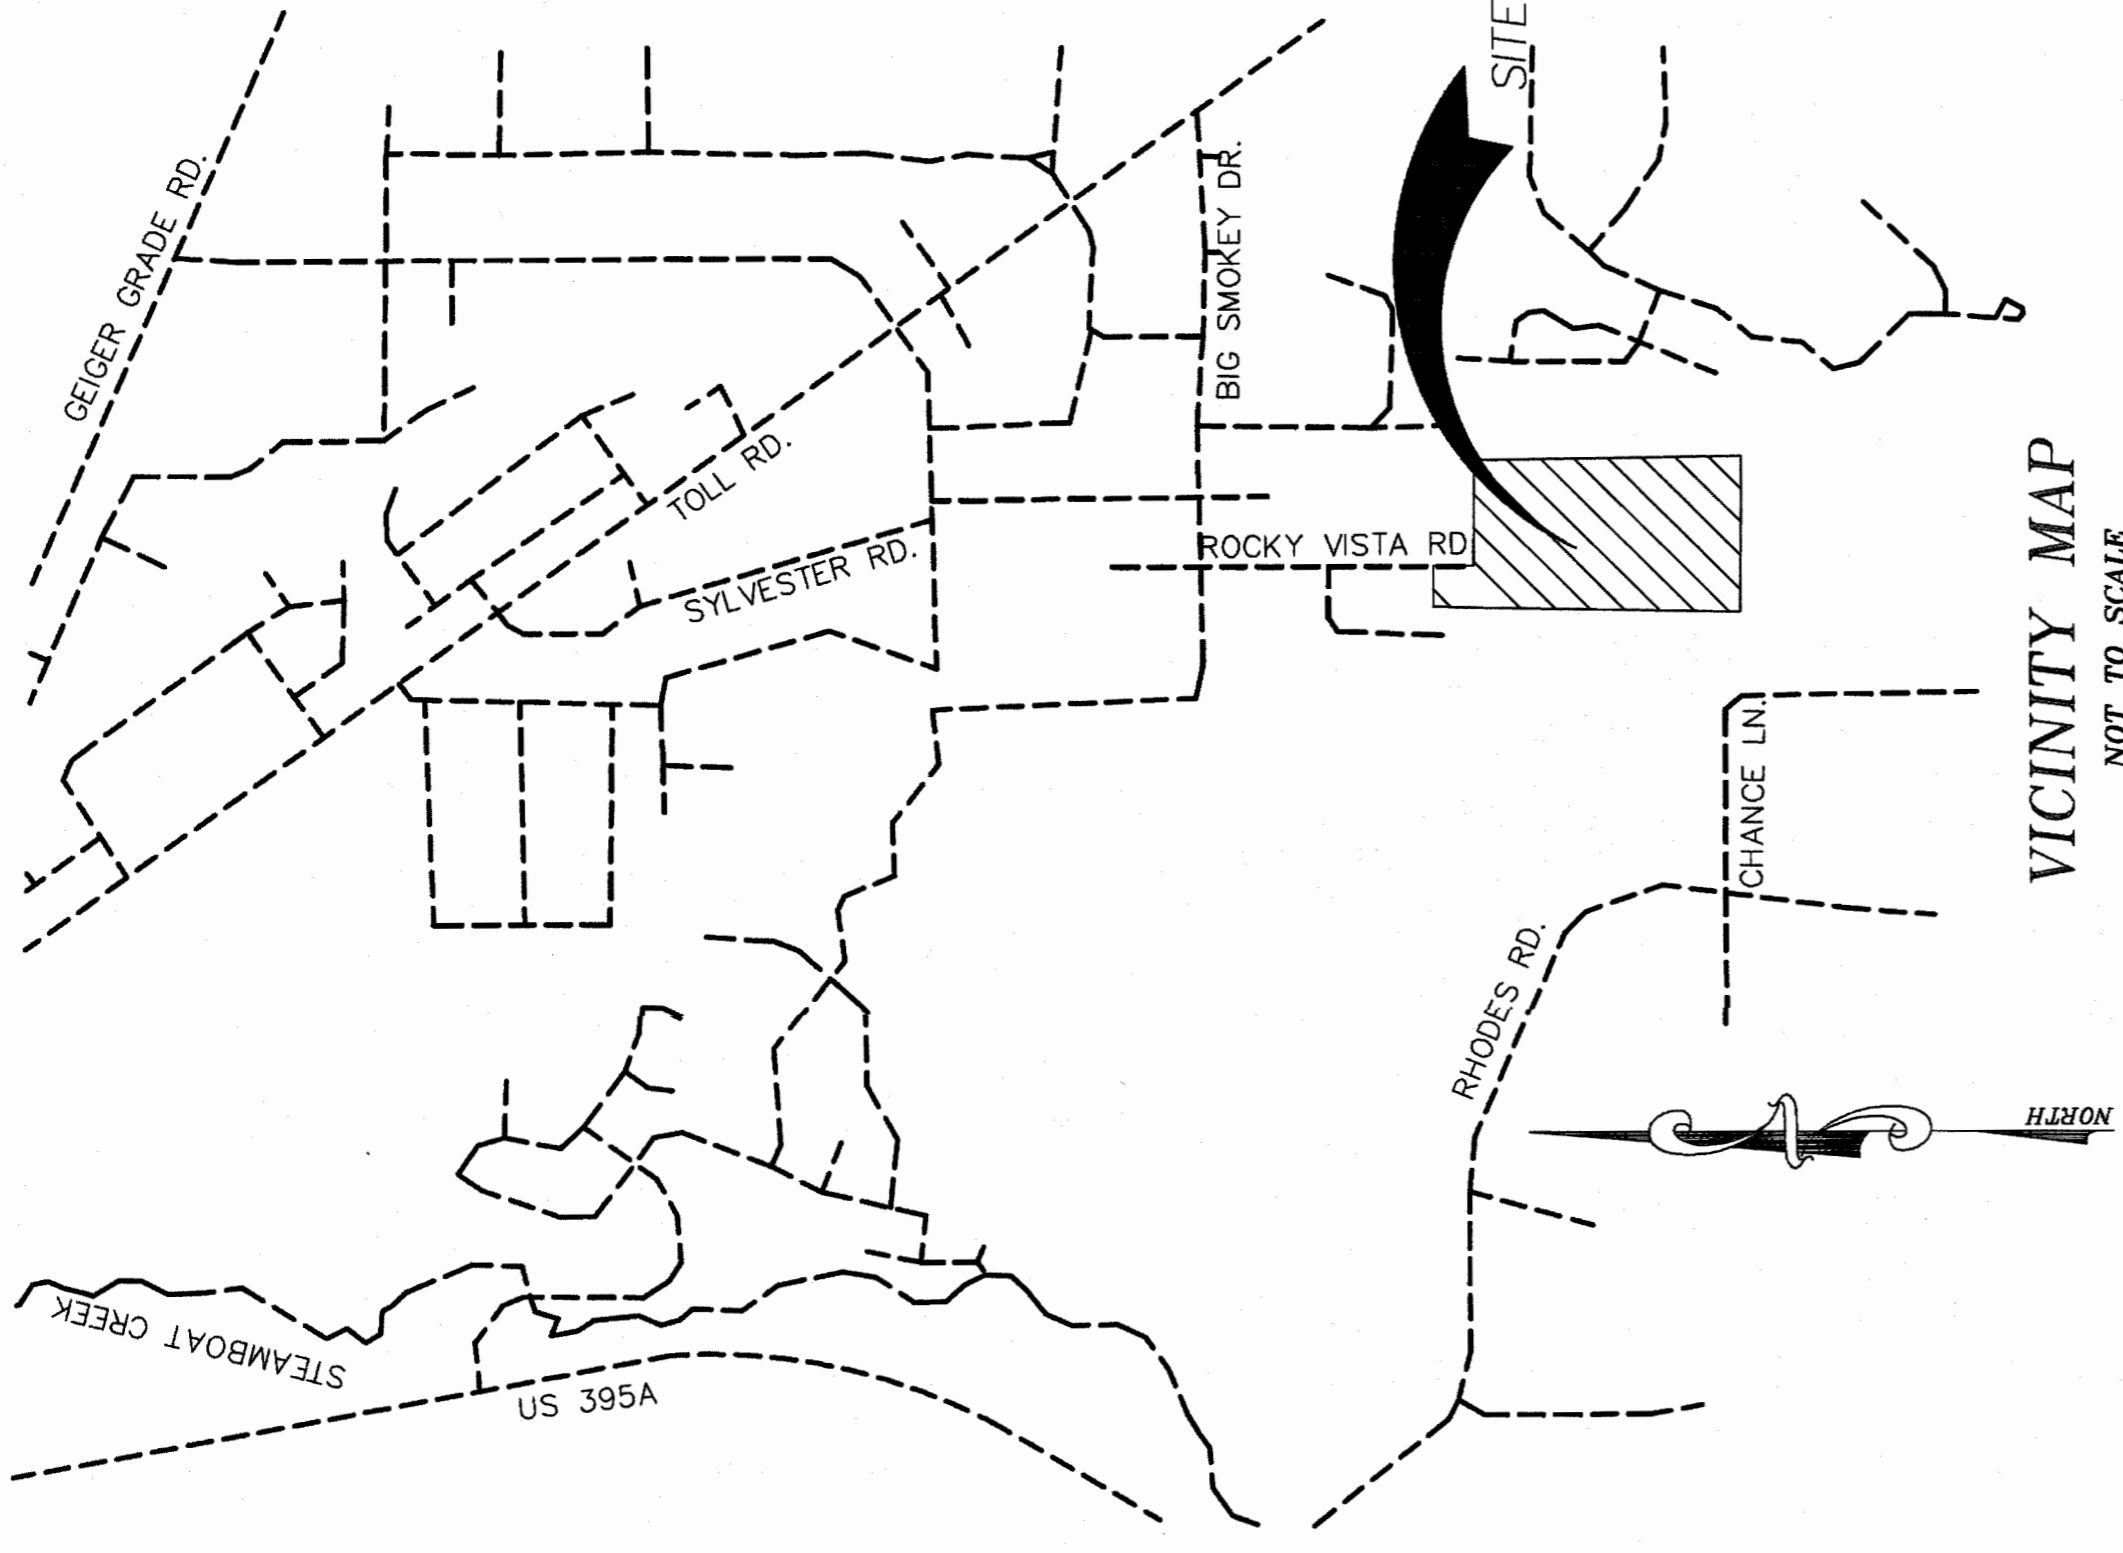 SITE
GEIGER GRADE RD.
BIG SMOKEY DR.
TOLL RD.
SYLVESTER RD.
ROCKY VISTA RD
CHANCE LN.
RHODES RD.
STEAMBOAT CREEK
US 395A
NORTH
VICINITY MAP
NOT TO SCALE